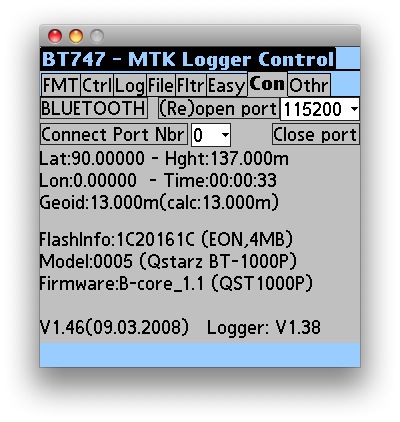 BT747 - MTK Logger Control
FMT Ctrl Log File Fltr Easy Con Othr
BLUETOOTH (Re)open port 115200
Connect Port Nbr 0 Close port
Lat:90.00000 - Hght:137.000m
Lon:0.00000 - Time:00:00:33
Geoid:13.000m(calc:13.000m)
FlashInfo:1C20161C (EON,4MB)
Model:0005 (Qstarz BT-1000P)
Firmware:B-core_1.1 (QST1000P)
V1.46(09.03.2008) Logger: V1.38